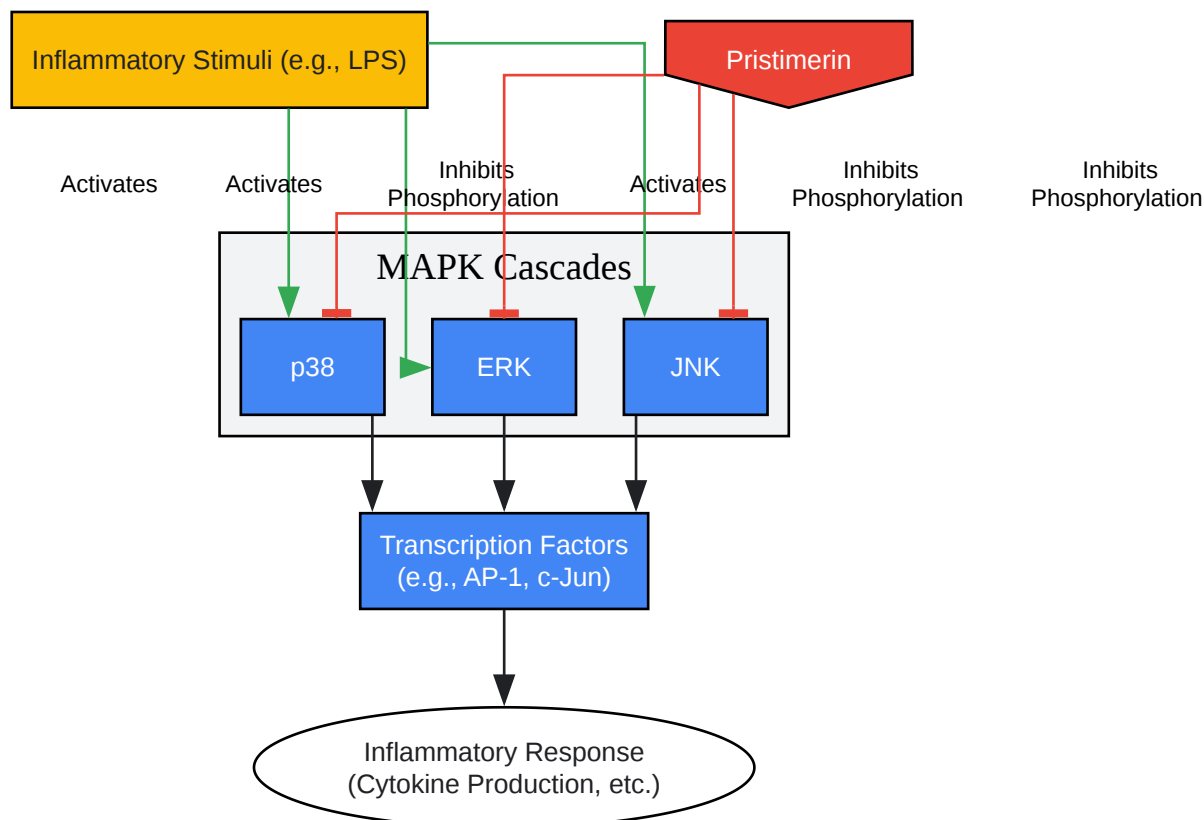 Inflammatory Stimuli (e.g., LPS)
Pristimerin
Activates
Activates
Inhibits
Phosphorylation
Activates
Inhibits
Phosphorylation
Inhibits
Phosphorylation
MAPK Cascades
p38
ERK
JNK
Transcription Factors
(e.g., AP-1, c-Jun)
Inflammatory Response
(Cytokine Production, etc.)